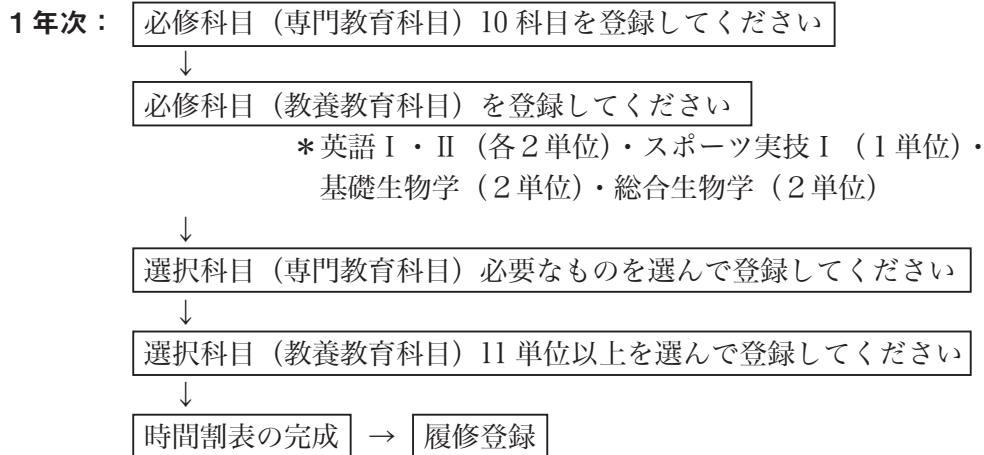 1年次： 必修科目（専門教育科目）10科目を登録してください
↓
必修科目（教養教育科目）を登録してください
＊英語Ⅰ・Ⅱ（各２単位）・スポーツ実技Ⅰ（１単位）・
基礎生物学（２単位）・総合生物学（２単位）
↓
選択科目（専門教育科目）必要なものを選んで登録してください
↓
選択科目（教養教育科目）11単位以上を選んで登録してください
↓
時間割表の完成 → 履修登録